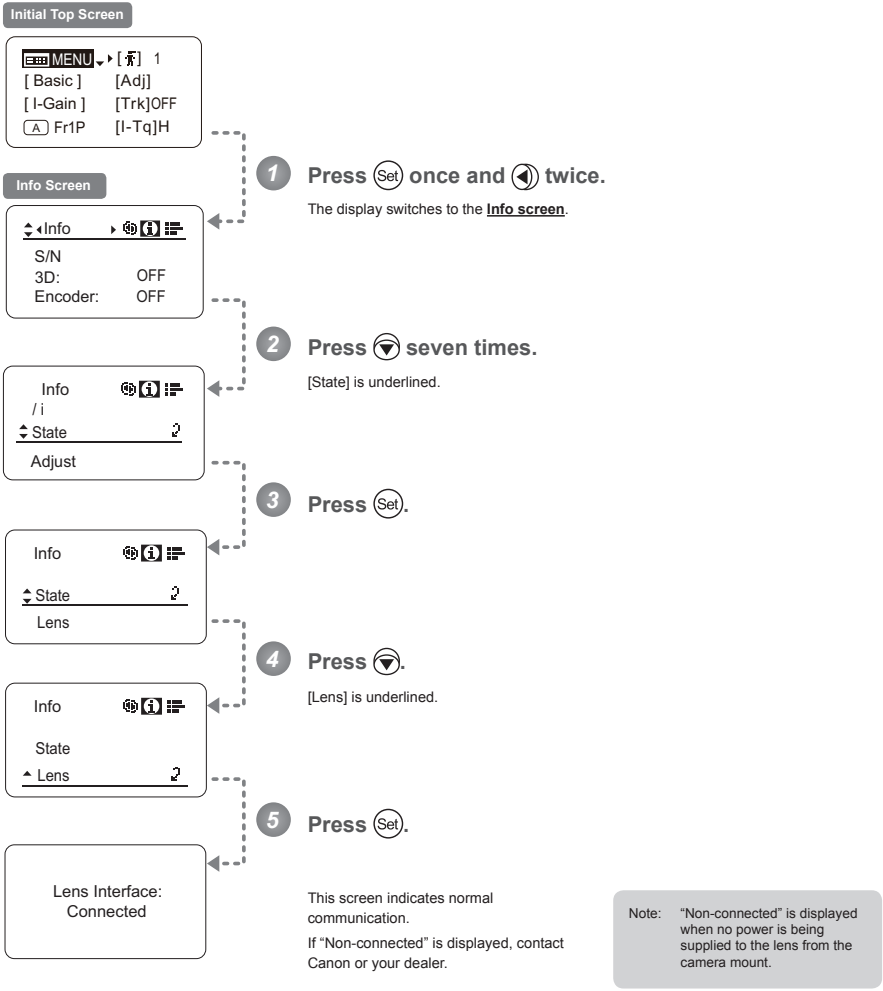 Initial Top Screen
MENU [ ] 1
[ Basic ] [Adj]
[ I-Gain ] [Trk]OFF
A Fr1P [I-Tq]H
1 Press Set once and twice.
The display switches to the Info screen.
Info Screen
Info i
S/N
3D: OFF
Encoder: OFF
2 Press seven times.
[State] is underlined.
Info i
/ i
State
Adjust
3 Press Set.
Info i
State
Lens
4 Press .
[Lens] is underlined.
Info i
State
Lens
5 Press Set.
Lens Interface:
Connected
This screen indicates normal
communication.
If “Non-connected” is displayed, contact
Canon or your dealer.
Note: “Non-connected” is displayed
when no power is being
supplied to the lens from the
camera mount.